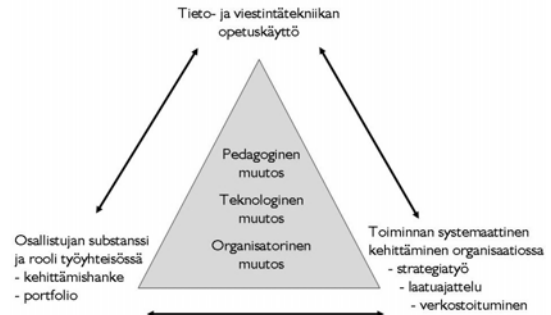 Tieto- ja viestintätekniikan
opetuskäyttö
Pedagoginen
muutos
Teknologinen
muutos
Organisatorinen
muutos
Osallistujan substanssi
ja rooli työyhteisössä
- kehittämishanke
- portfolio
Toiminnan systemaattinen
kehittäminen organisaatiossa
- strategiatyö
- laatuajattelu
- verkostoituminen